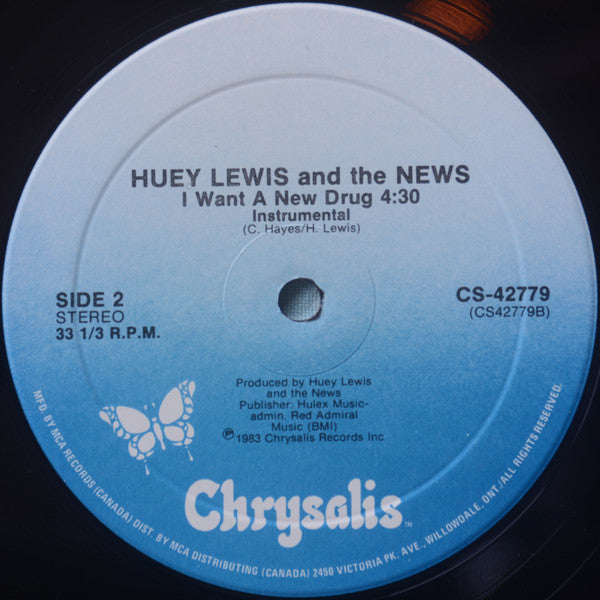 HUEY LEWIS and the NEWS
I Want A New Drug 4:30
Instrumental
(C. Hayes/H. Lewis)
SIDE 2
STEREO
33 1/3 R.P.M.
CS-42779
(CS42779B)
Produced by Huey Lewis
and the News
Publisher: Hulex Music-
admin. Red Admiral
Music (BMI)
℗1983 Chrysalis Records Inc.
Chrysalis™
MFD. BY MCA RECORDS (CANADA) DIST. BY MCA DISTRIBUTING (CANADA) 2450 VICTORIA PK. AVE., WILLOWDALE, ONT./ALL RIGHTS RESERVED.